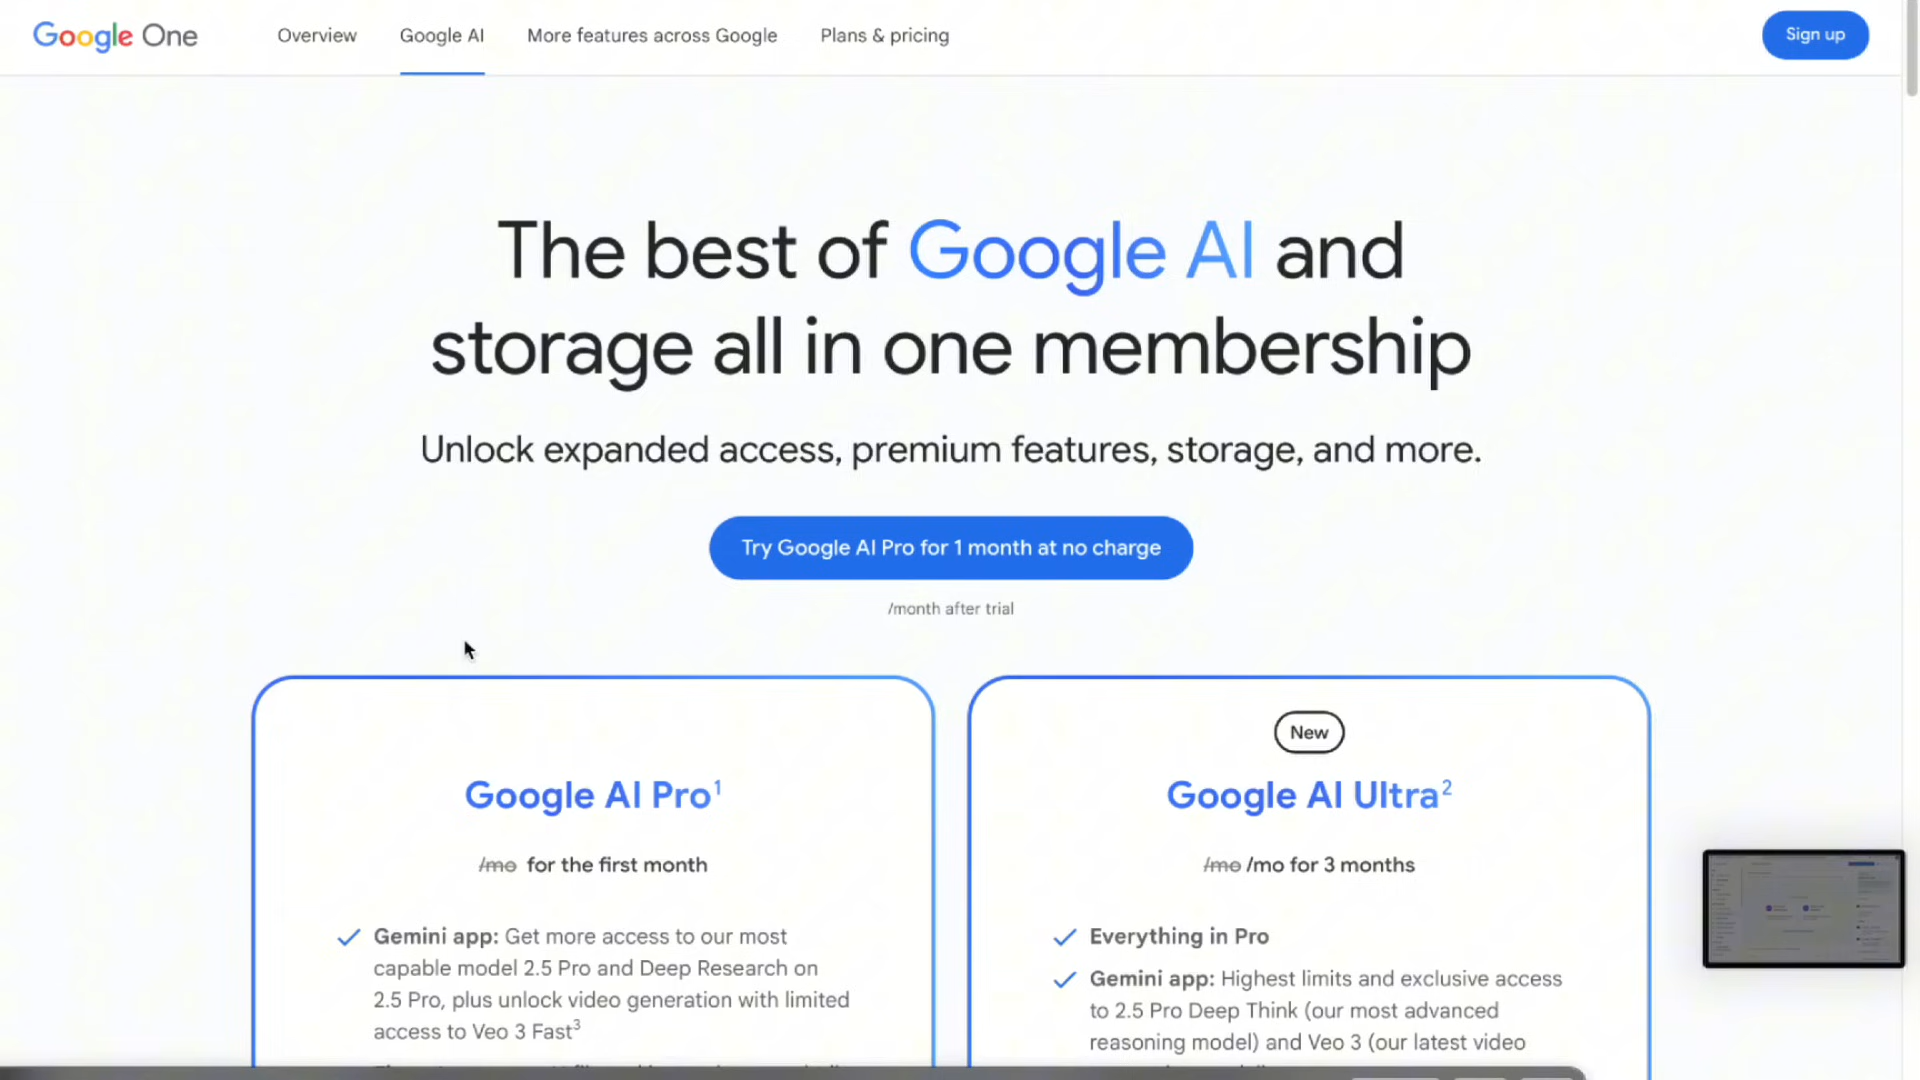 Google One
Overview
Google AI
More features across Google
Plans & pricing
Sign up
The best of Google AI and
storage all in one membership
Unlock expanded access, premium features, storage, and more.
Try Google AI Pro for 1 month at no charge
/month after trial
Google AI Pro¹
/mo for the first month
Gemini app: Get more access to our most
capable model 2.5 Pro and Deep Research on
2.5 Pro, plus unlock video generation with limited
access to Veo 3 Fast³
New
Google AI Ultra²
/mo /mo for 3 months
Everything in Pro
Gemini app: Highest limits and exclusive access
to 2.5 Pro Deep Think (our most advanced
reasoning model) and Veo 3 (our latest video